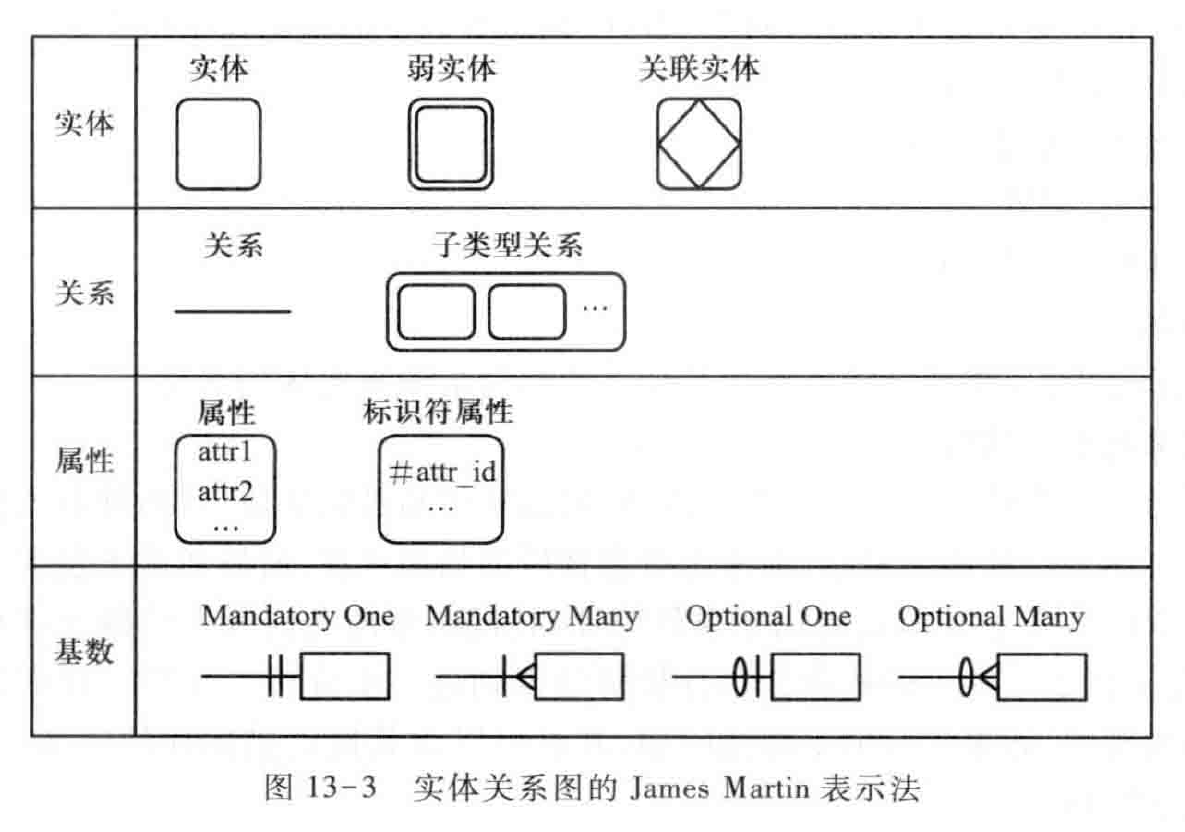 实体 弱实体 关联实体
实体
关系 子类型关系
…
关系
属性 标识符属性
attr1
attr2
…
#attr_id
…
属性
Mandatory One Mandatory Many Optional One Optional Many
基数
图 13-3 实体关系图的 James Martin 表示法